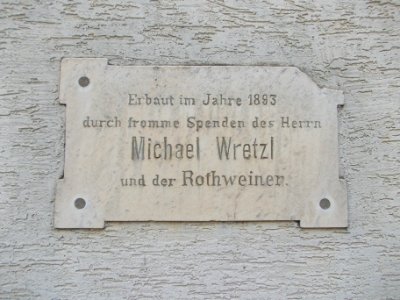 Erbaut im Jahre 1893
durch fromme Spenden des Herrn
Michael Wretzl
und der Rothweiner.